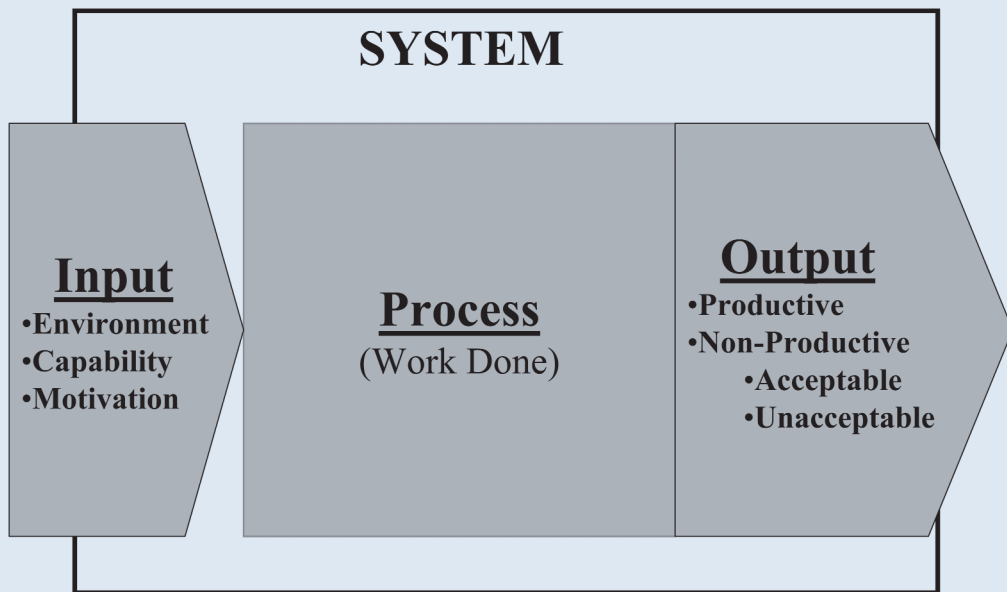 SYSTEM
Input
•Environment
•Capability
•Motivation
Process
(Work Done)
Output
•Productive
•Non-Productive
•Acceptable
•Unacceptable